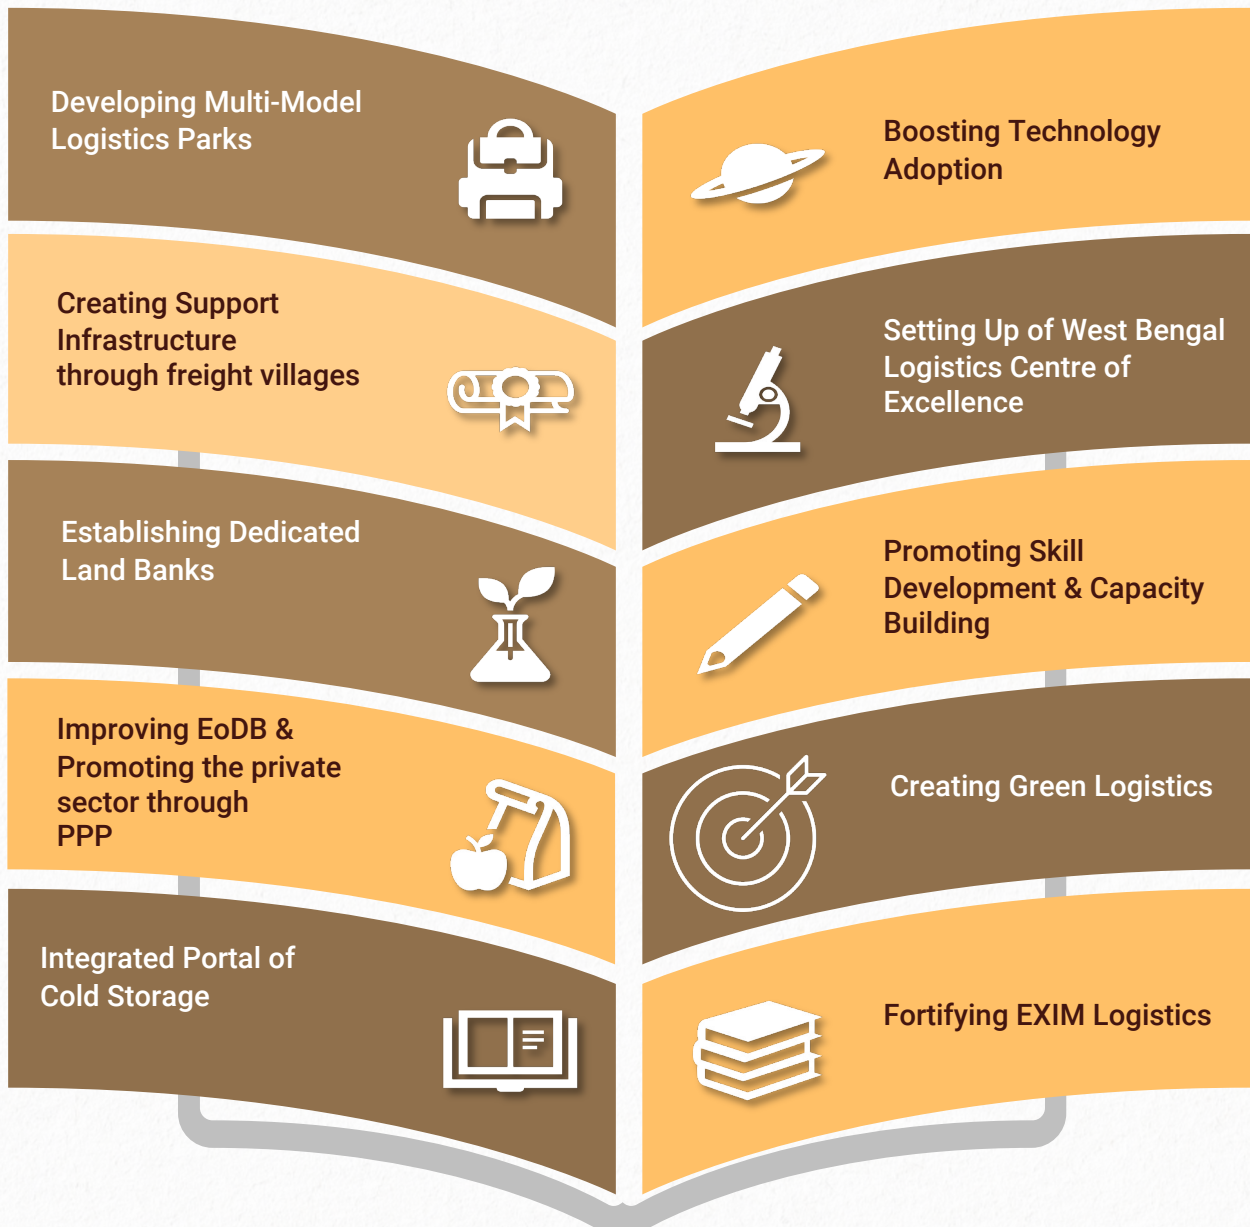 Developing Multi-Model
Logistics Parks
Creating Support
Infrastructure
through freight villages
Establishing Dedicated
Land Banks
Improving EoDB &
Promoting the private
sector through
PPP
Integrated Portal of
Cold Storage
Boosting Technology
Adoption
Setting Up of West Bengal
Logistics Centre of
Excellence
Promoting Skill
Development & Capacity
Building
Creating Green Logistics
Fortifying EXIM Logistics